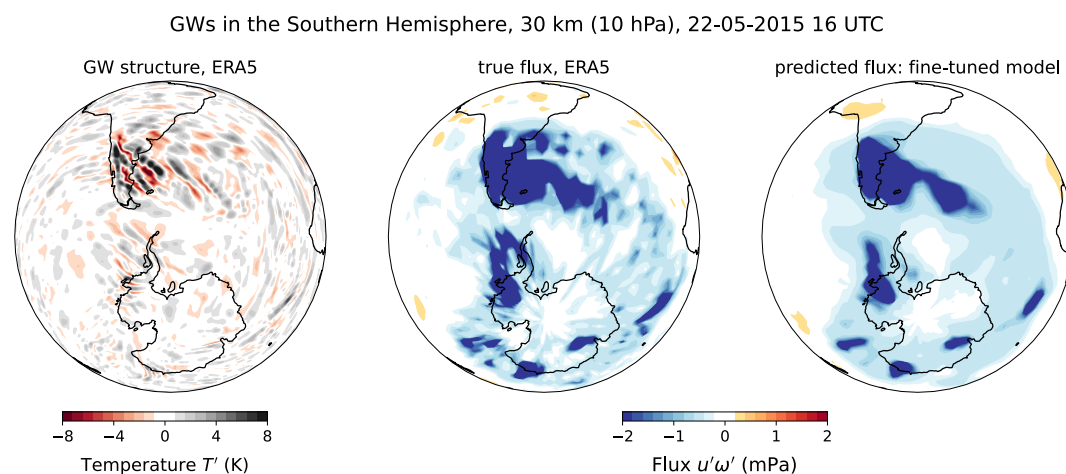 GWs in the Southern Hemisphere, 30 km (10 hPa), 22-05-2015 16 UTC
GW structure, ERA5
true flux, ERA5
predicted flux: fine-tuned model
−8 −4 0 4 8
Temperature T′ (K)
−2 −1 0 1 2
Flux u′ω′ (mPa)